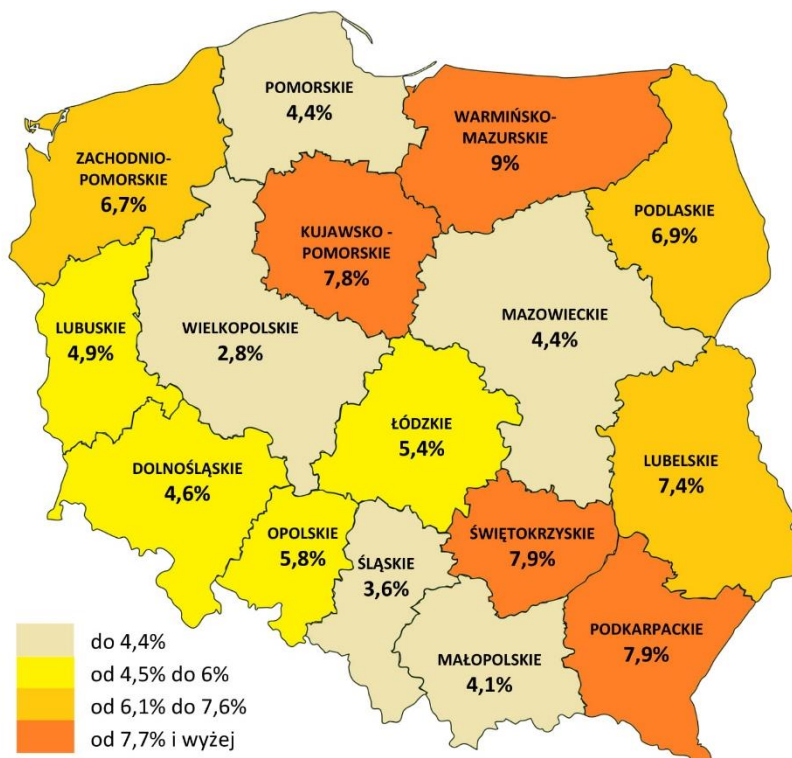 POMORSKIE
4,4%
WARMIŃSKO-
MAZURSKIE
9%
ZACHODNIO-
POMORSKIE
6,7%
KUJAWSKO -
POMORSKIE
7,8%
PODLASKIE
6,9%
LUBUSKIE
4,9%
WIELKOPOLSKIE
2,8%
MAZOWIECKIE
4,4%
ŁÓDZKIE
5,4%
DOLNOŚLĄSKIE
4,6%
LUBELSKIE
7,4%
OPOLSKIE
5,8%
ŚLĄSKIE
3,6%
ŚWIĘTOKRZYSKIE
7,9%
MAŁOPOLSKIE
4,1%
PODKARPACKIE
7,9%
do 4,4%
od 4,5% do 6%
od 6,1% do 7,6%
od 7,7% i wyżej